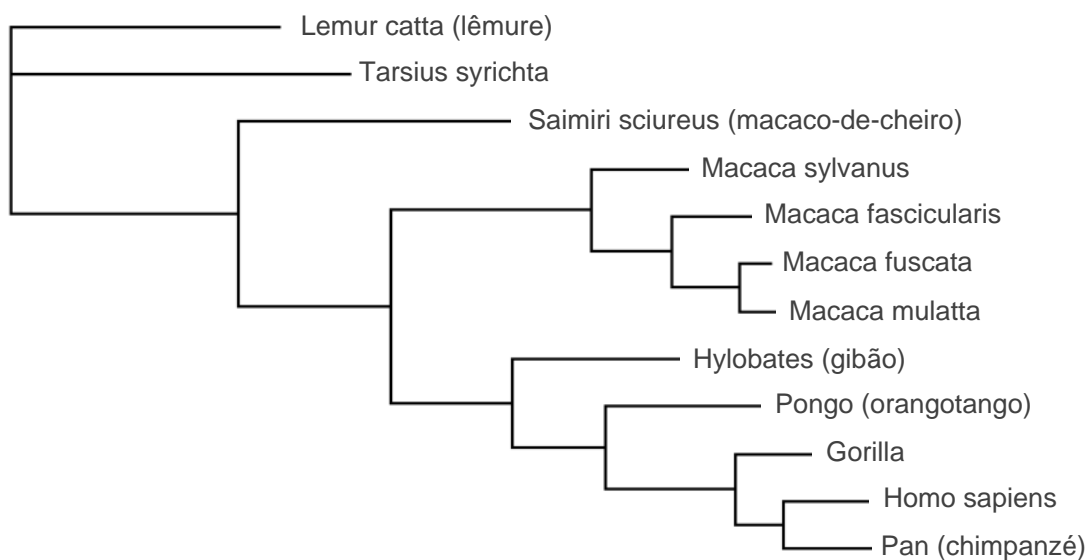 Lemur catta (lêmure)
Tarsius syrichta
Saimiri sciureus (macaco-de-cheiro)
Macaca sylvanus
Macaca fascicularis
Macaca fuscata
Macaca mulatta
Hylobates (gibão)
Pongo (orangotango)
Gorilla
Homo sapiens
Pan (chimpanzé)